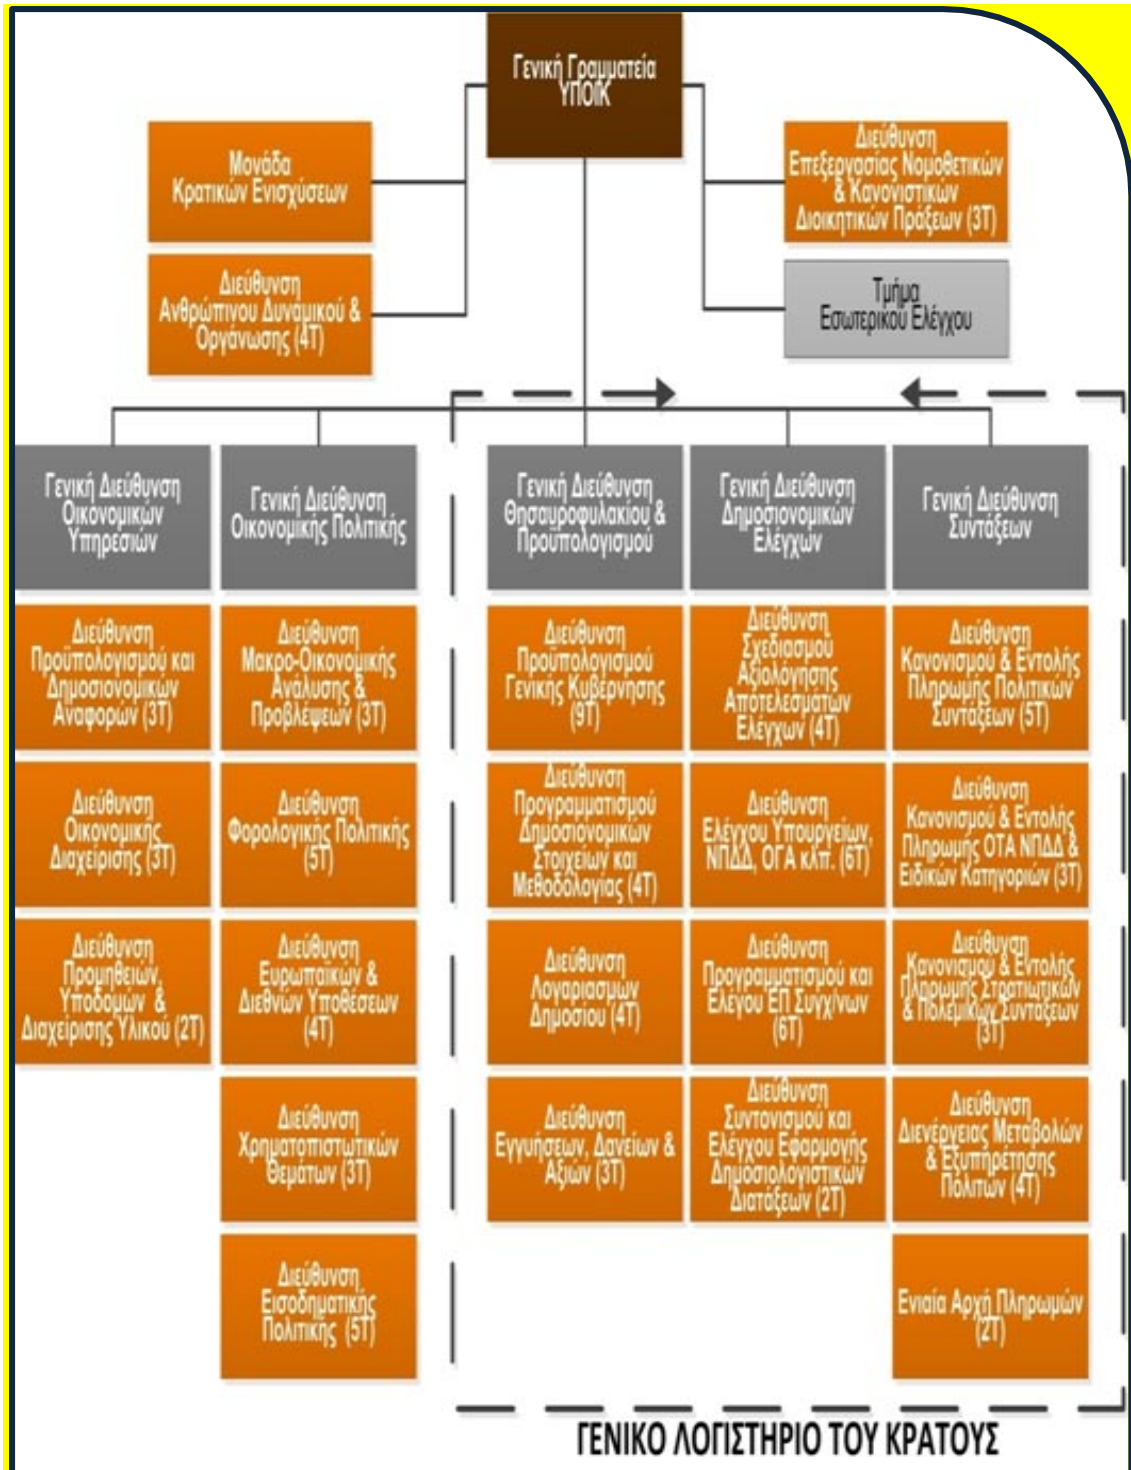 Γενική Γραμματεία
ΥΠΟΙΚ
Μονάδα
Κρατικών Ενισχύσεων
Διεύθυνση
Ανθρώπινου Δυναμικού &
Οργάνωσης (4Τ)
Διεύθυνση
Επεξεργασίας Νομοθετικών
& Κανονιστικών
Διοικητικών Πράξεων (3Τ)
Τμήμα
Εσωτερικού Ελέγχου
Γενική Διεύθυνση
Οικονομικών
Υπηρεσιών
Διεύθυνση
Προϋπολογισμού και
Δημοσιονομικών
Αναφορών (3Τ)
Διεύθυνση
Οικονομικής
Διαχείρισης (3Τ)
Διεύθυνση
Προμηθειών,
Υποδομών &
Διαχείρισης Υλικού (2Τ)
Γενική Διεύθυνση
Οικονομικής Πολιτικής
Διεύθυνση
Μακρο-Οικονομικής
Ανάλυσης &
Προβλέψεων (3Τ)
Διεύθυνση
Φορολογικής Πολιτικής
(5Τ)
Διεύθυνση
Ευρωπαϊκών &
Διεθνών Υποθέσεων
(4Τ)
Διεύθυνση
Χρηματοπιστωτικών
Θεμάτων (3Τ)
Διεύθυνση
Εισοδηματικής
Πολιτικής (5Τ)
Γενική Διεύθυνση
Θησαυροφυλακίου &
Προϋπολογισμού
Διεύθυνση
Προϋπολογισμού
Γενικής Κυβέρνησης
(9Τ)
Διεύθυνση
Προγραμματισμού
Δημοσιονομικών
Στοιχείων και
Μεθοδολογίας (4Τ)
Διεύθυνση
Λογαριασμών
Δημοσίου (4Τ)
Διεύθυνση
Εγγυήσεων, Δανείων &
Αξιών (3Τ)
Γενική Διεύθυνση
Δημοσιονομικών
Ελέγχων
Διεύθυνση
Σχεδιασμού
Αξιολόγησης
Αποτελεσμάτων
Ελέγχων (4Τ)
Διεύθυνση
Ελέγχου Υπουργείων,
ΝΠΔΔ, ΟΓΑ κλπ. (6Τ)
Διεύθυνση
Προγραμματισμού και
Ελέγου ΕΠ Συγχίνων
(6Τ)
Διεύθυνση
Συντονισμού και
Ελέγχου Εφαρμογής
Δημοσιολογιστικών
Διατάξεων (2Τ)
Γενική Διεύθυνση
Συντάξεων
Διεύθυνση
Κανονισμού & Εντολής
Πληρωμής Πολιτικών
Συντάξεων (5Τ)
Διεύθυνση
Κανονισμού & Εντολής
Πληρωμής ΟΤΑ ΝΠΔΔ &
Ειδικών Κατηγοριών (3Τ)
Διεύθυνση
Κανονισμού & Εντολής
Πληρωμής Στρατιωτικών
& Πολεμικών Συντάξεων
(3Τ)
Διεύθυνση
Διενέργειας Μεταβολών
& Εξυπηρέτησης
Πολιτών (4Τ)
Ενιαία Αρχή Πληρωμών
(2Τ)
ΓΕΝΙΚΟ ΛΟΓΙΣΤΗΡΙΟ ΤΟΥ ΚΡΑΤΟΥΣ